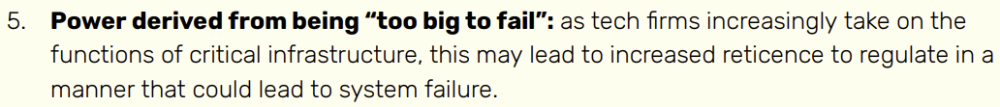 5. Power derived from being “too big to fail”: as tech firms increasingly take on the
functions of critical infrastructure, this may lead to increased reticence to regulate in a
manner that could lead to system failure.